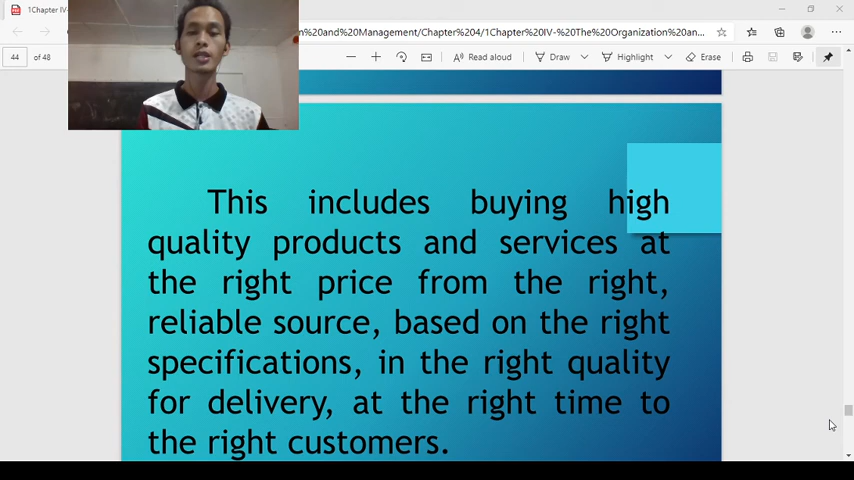 1Chapter IV-
n%20and%20Management/Chapter%204/1Chapter%20IV-%20The%20Organization%20an...
44 of 48
Read aloud
Draw
Highlight
Erase
This includes buying high
quality products and services at
the right price from the right,
reliable source, based on the right
specifications, in the right quality
for delivery, at the right time to
the right customers.